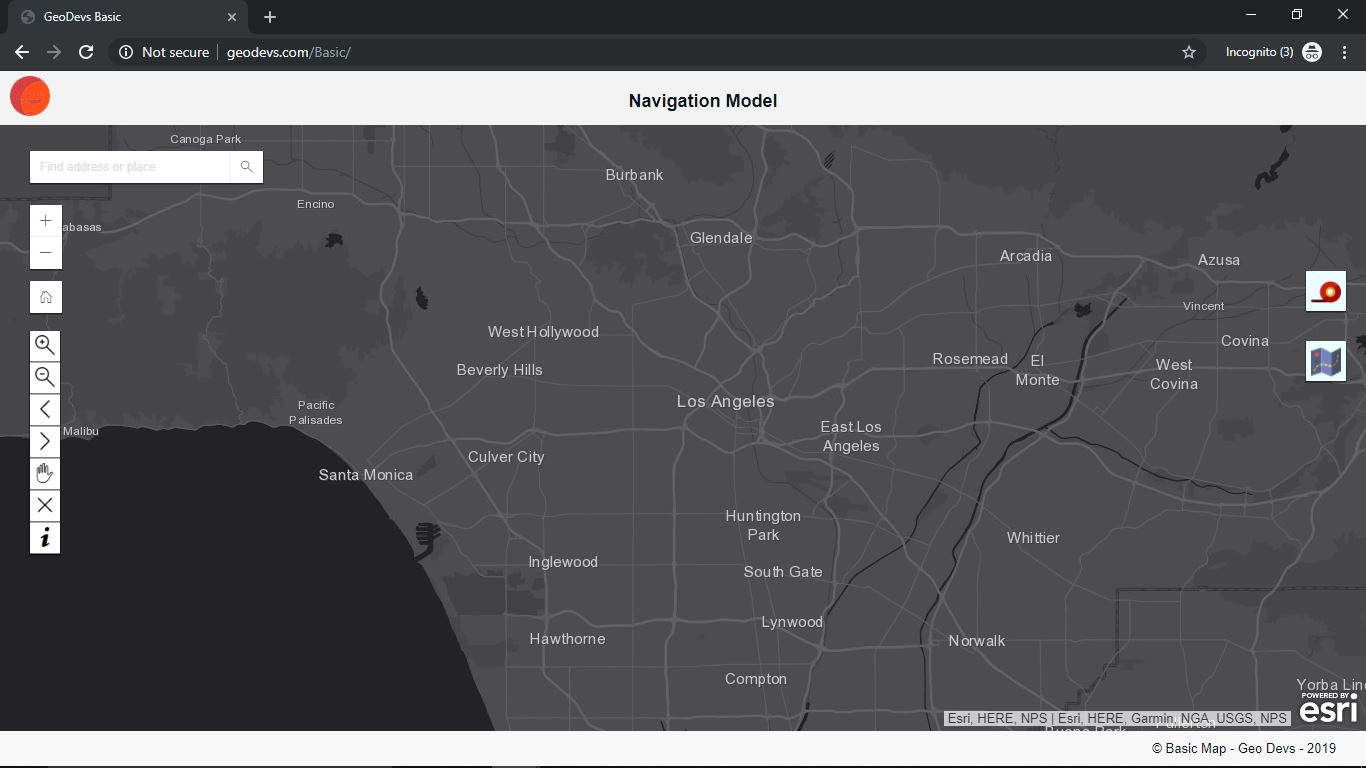 GeoDevs Basic
Not secure
geodevs.com/Basic/
Incognito (3)
Navigation Model
Canoga Park
Find address or place
Burbank
Encino
abasas
Glendale
Arcadia
Azusa
Vincent
West Hollywood
Covina
Beverly Hills
Rosemead
El
Monte
West
Covina
Los Angeles
Pacific
Palisades
Malibu
East Los
Angeles
Culver City
Santa Monica
Huntington
Park
Whittier
Inglewood
South Gate
Lynwood
Hawthorne
Norwalk
Compton
Yorba Lin
POWERED BY
esri
Esri, HERE, NPS | Esri, HERE, Garmin, NGA, USGS, NPS
Fullerton
Buena Park
© Basic Map - Geo Devs - 2019